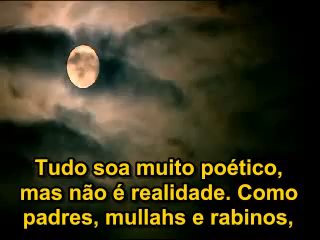 Tudo soa muito poético,
mas não é realidade. Como
padres, mullahs e rabinos,